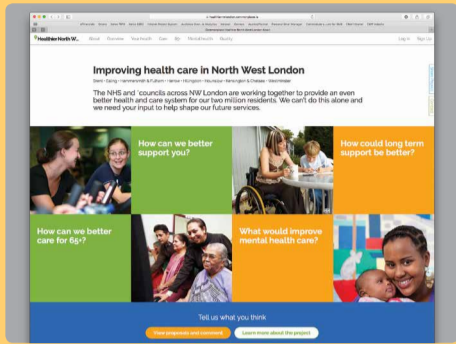 Healthier North W...
About
Overview
Your health
Care
65+
Mental health
Log in
Sign Up
Improving health care in North West London
Brent • Ealing • Hammersmith & Fulham • Harrow • Hillingdon • Hounslow • Kensington & Chelsea • Westminster
The NHS and `councils across NW London are working together to provide an even
better health and care system for our two million residents. We can't do this alone and
we need your input to help shape our future services.
How can we better
support you?
How could long term
support be better?
How can we better
care for 65+?
What would improve
mental health care?
Tell us what you think
View proposals and comment
Learn more about the project